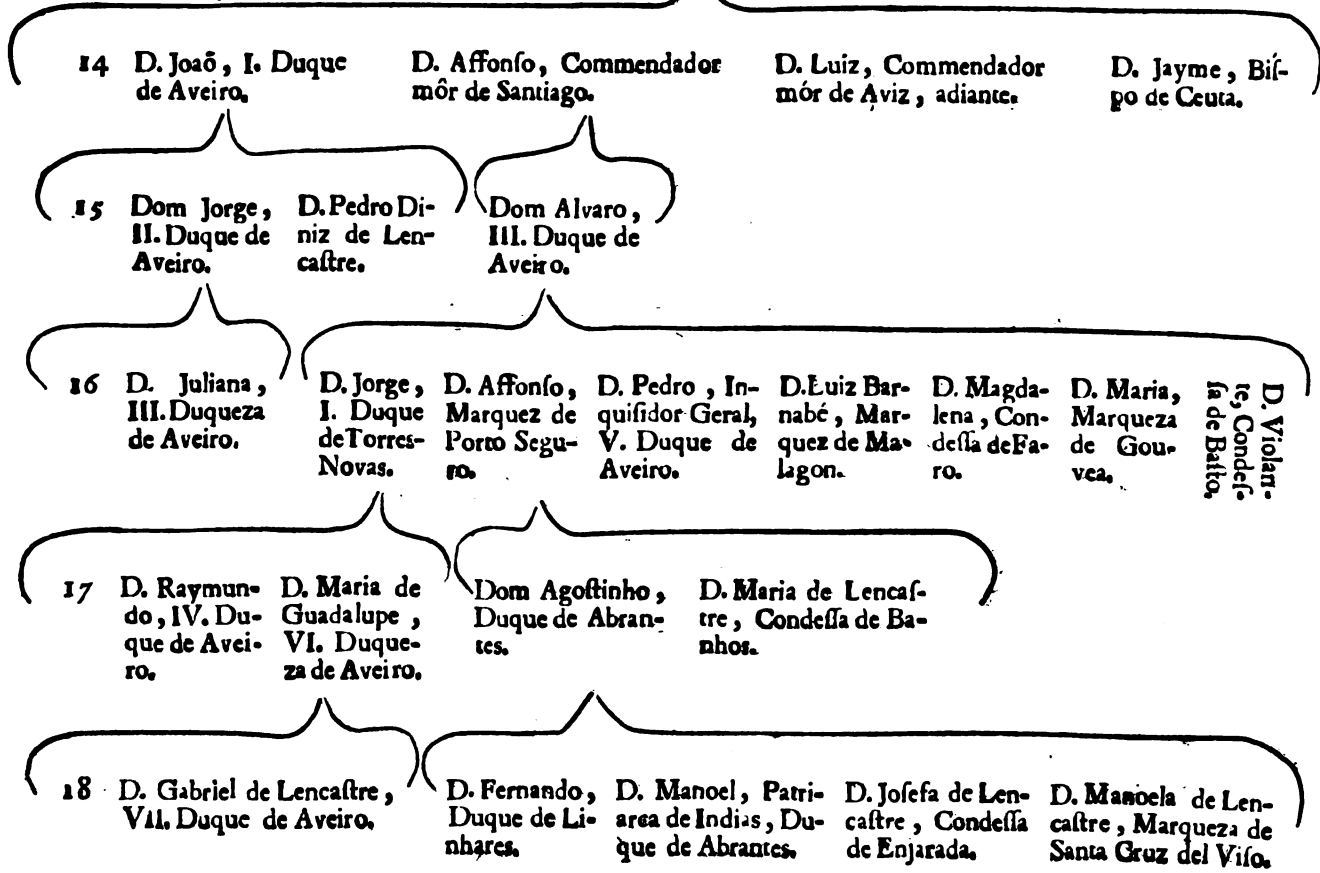 14 D. Joaõ, I. Duque
de Aveiro.
D. Affonſo, Commendador
môr de Santiago.
D. Luiz, Commendador
mór de Aviz, adiante.
D. Jayme, Biſ-
po de Ceuta.
15 Dom Jorge,
II. Duque de
Aveiro.
D. Pedro Di-
niz de Len-
caſtre.
Dom Alvaro,
III. Duque de
Aveiro.
16 D. Juliana,
III. Duqueza
de Aveiro.
D. Jorge,
I. Duque
de Torres-
Novas.
D. Affonſo,
Marquez de
Porto Segu-
ro.
D. Pedro, In-
quiſidor Geral,
V. Duque de
Aveiro.
D. Luiz Bar-
nabé, Mar-
quez de Ma-
lagon.
D. Magda-
lena, Con-
deſſa de Fa-
ro.
D. Maria,
Marqueza
de Gou-
vea.
D. Violan-
te, Condeſ-
ſa de Baſto.
17 D. Raymun-
do, IV. Du-
que de Avei-
ro.
D. Maria de
Guadalupe,
VI. Duque-
za de Aveiro.
Dom Agoſtinho,
Duque de Abran-
tes.
D. Maria de Lencaſ-
tre, Condeſſa de Ba-
nhos.
18 D. Gabriel de Lencaſtre,
VII. Duque de Aveiro.
D. Fernando,
Duque de Li-
nhares.
D. Manoel, Patri-
arca de Indias, Du-
que de Abrantes.
D. Joſefa de Len-
caſtre, Condeſſa
de Enjarada.
D. Manoela de Len-
caſtre, Marqueza de
Santa Cruz del Viſo.